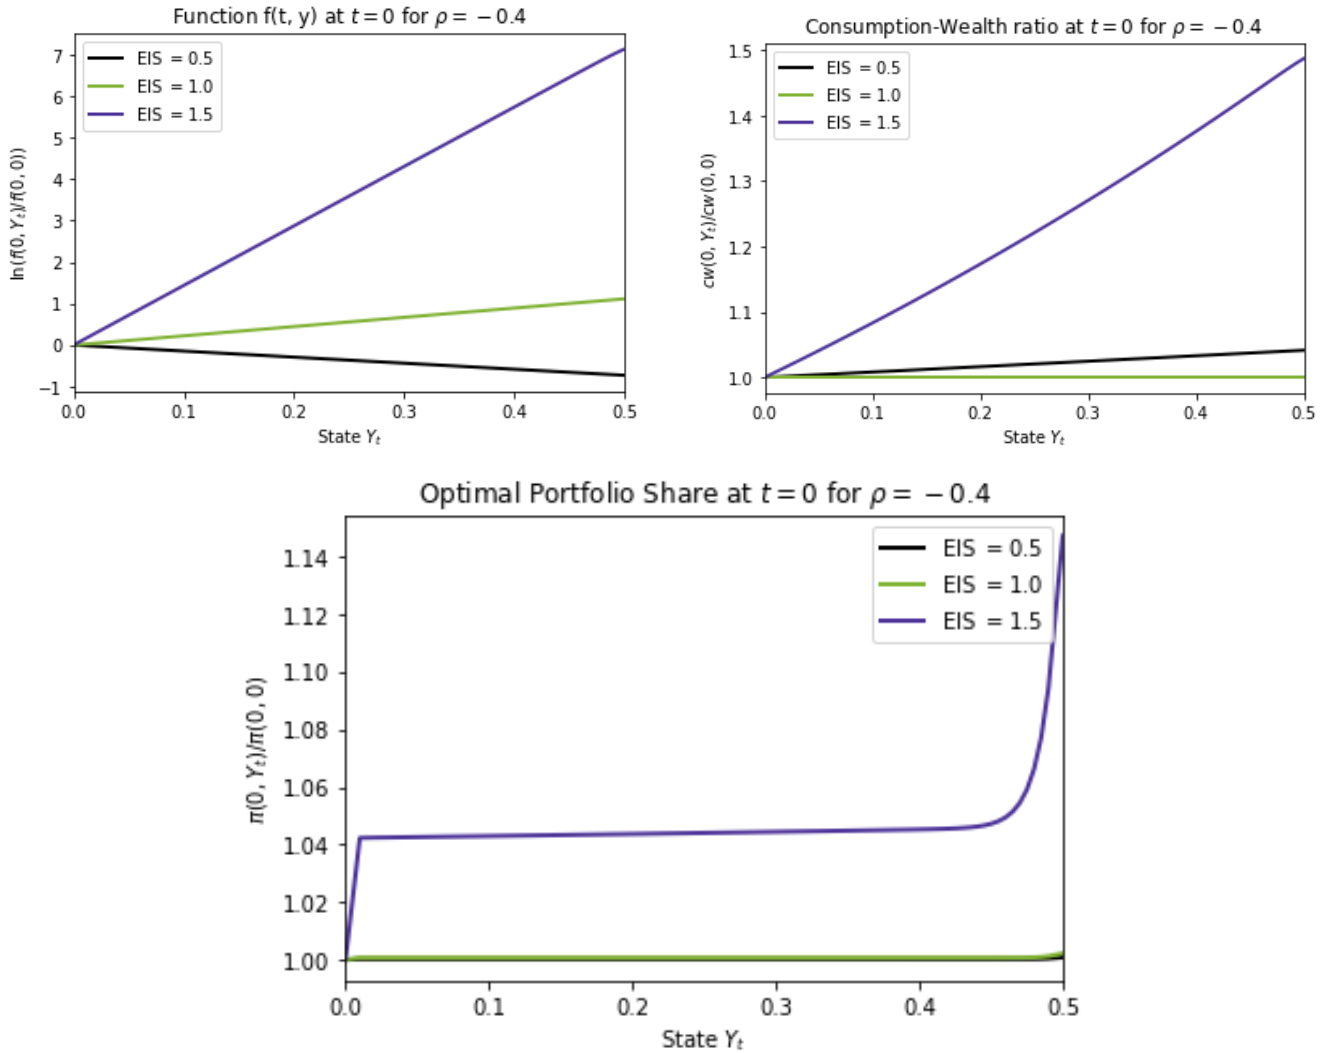 Function f(t, y) at t = 0 for ρ = −0.4
7
6
5
4
3
2
1
0
−1
ln(f(0, Y_t)/f(0, 0))
EIS = 0.5
EIS = 1.0
EIS = 1.5
0.0 0.1 0.2 0.3 0.4 0.5
State Y_t
Consumption-Wealth ratio at t = 0 for ρ = −0.4
1.5
1.4
1.3
1.2
1.1
1.0
cw(0, Y_t)/cw(0, 0)
EIS = 0.5
EIS = 1.0
EIS = 1.5
0.0 0.1 0.2 0.3 0.4 0.5
State Y_t
Optimal Portfolio Share at t = 0 for ρ = −0.4
1.14
1.12
1.10
1.08
1.06
1.04
1.02
1.00
π(0, Y_t)/π(0, 0)
EIS = 0.5
EIS = 1.0
EIS = 1.5
0.0 0.1 0.2 0.3 0.4 0.5
State Y_t